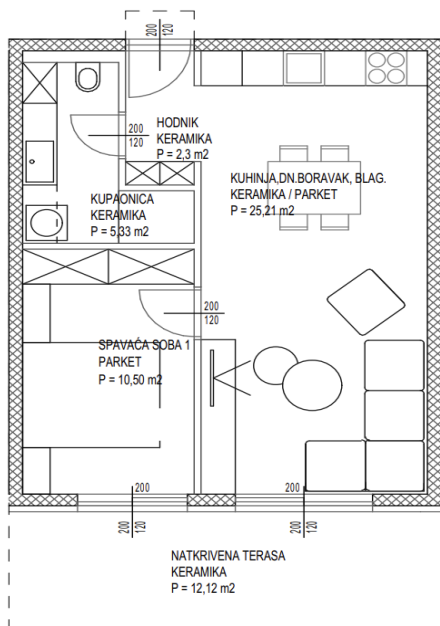 200
120
HODNIK
KERAMIKA
P = 2,3 m2
200
120
KUHINJA,DN.BORAVAK, BLAG.
KERAMIKA / PARKET
P = 25,21 m2
KUPAONICA
KERAMIKA
P = 5,33 m2
200
120
SPAVAĆA SOBA 1
PARKET
P = 10,50 m2
200
200
120
200
200
120
NATKRIVENA TERASA
KERAMIKA
P = 12,12 m2